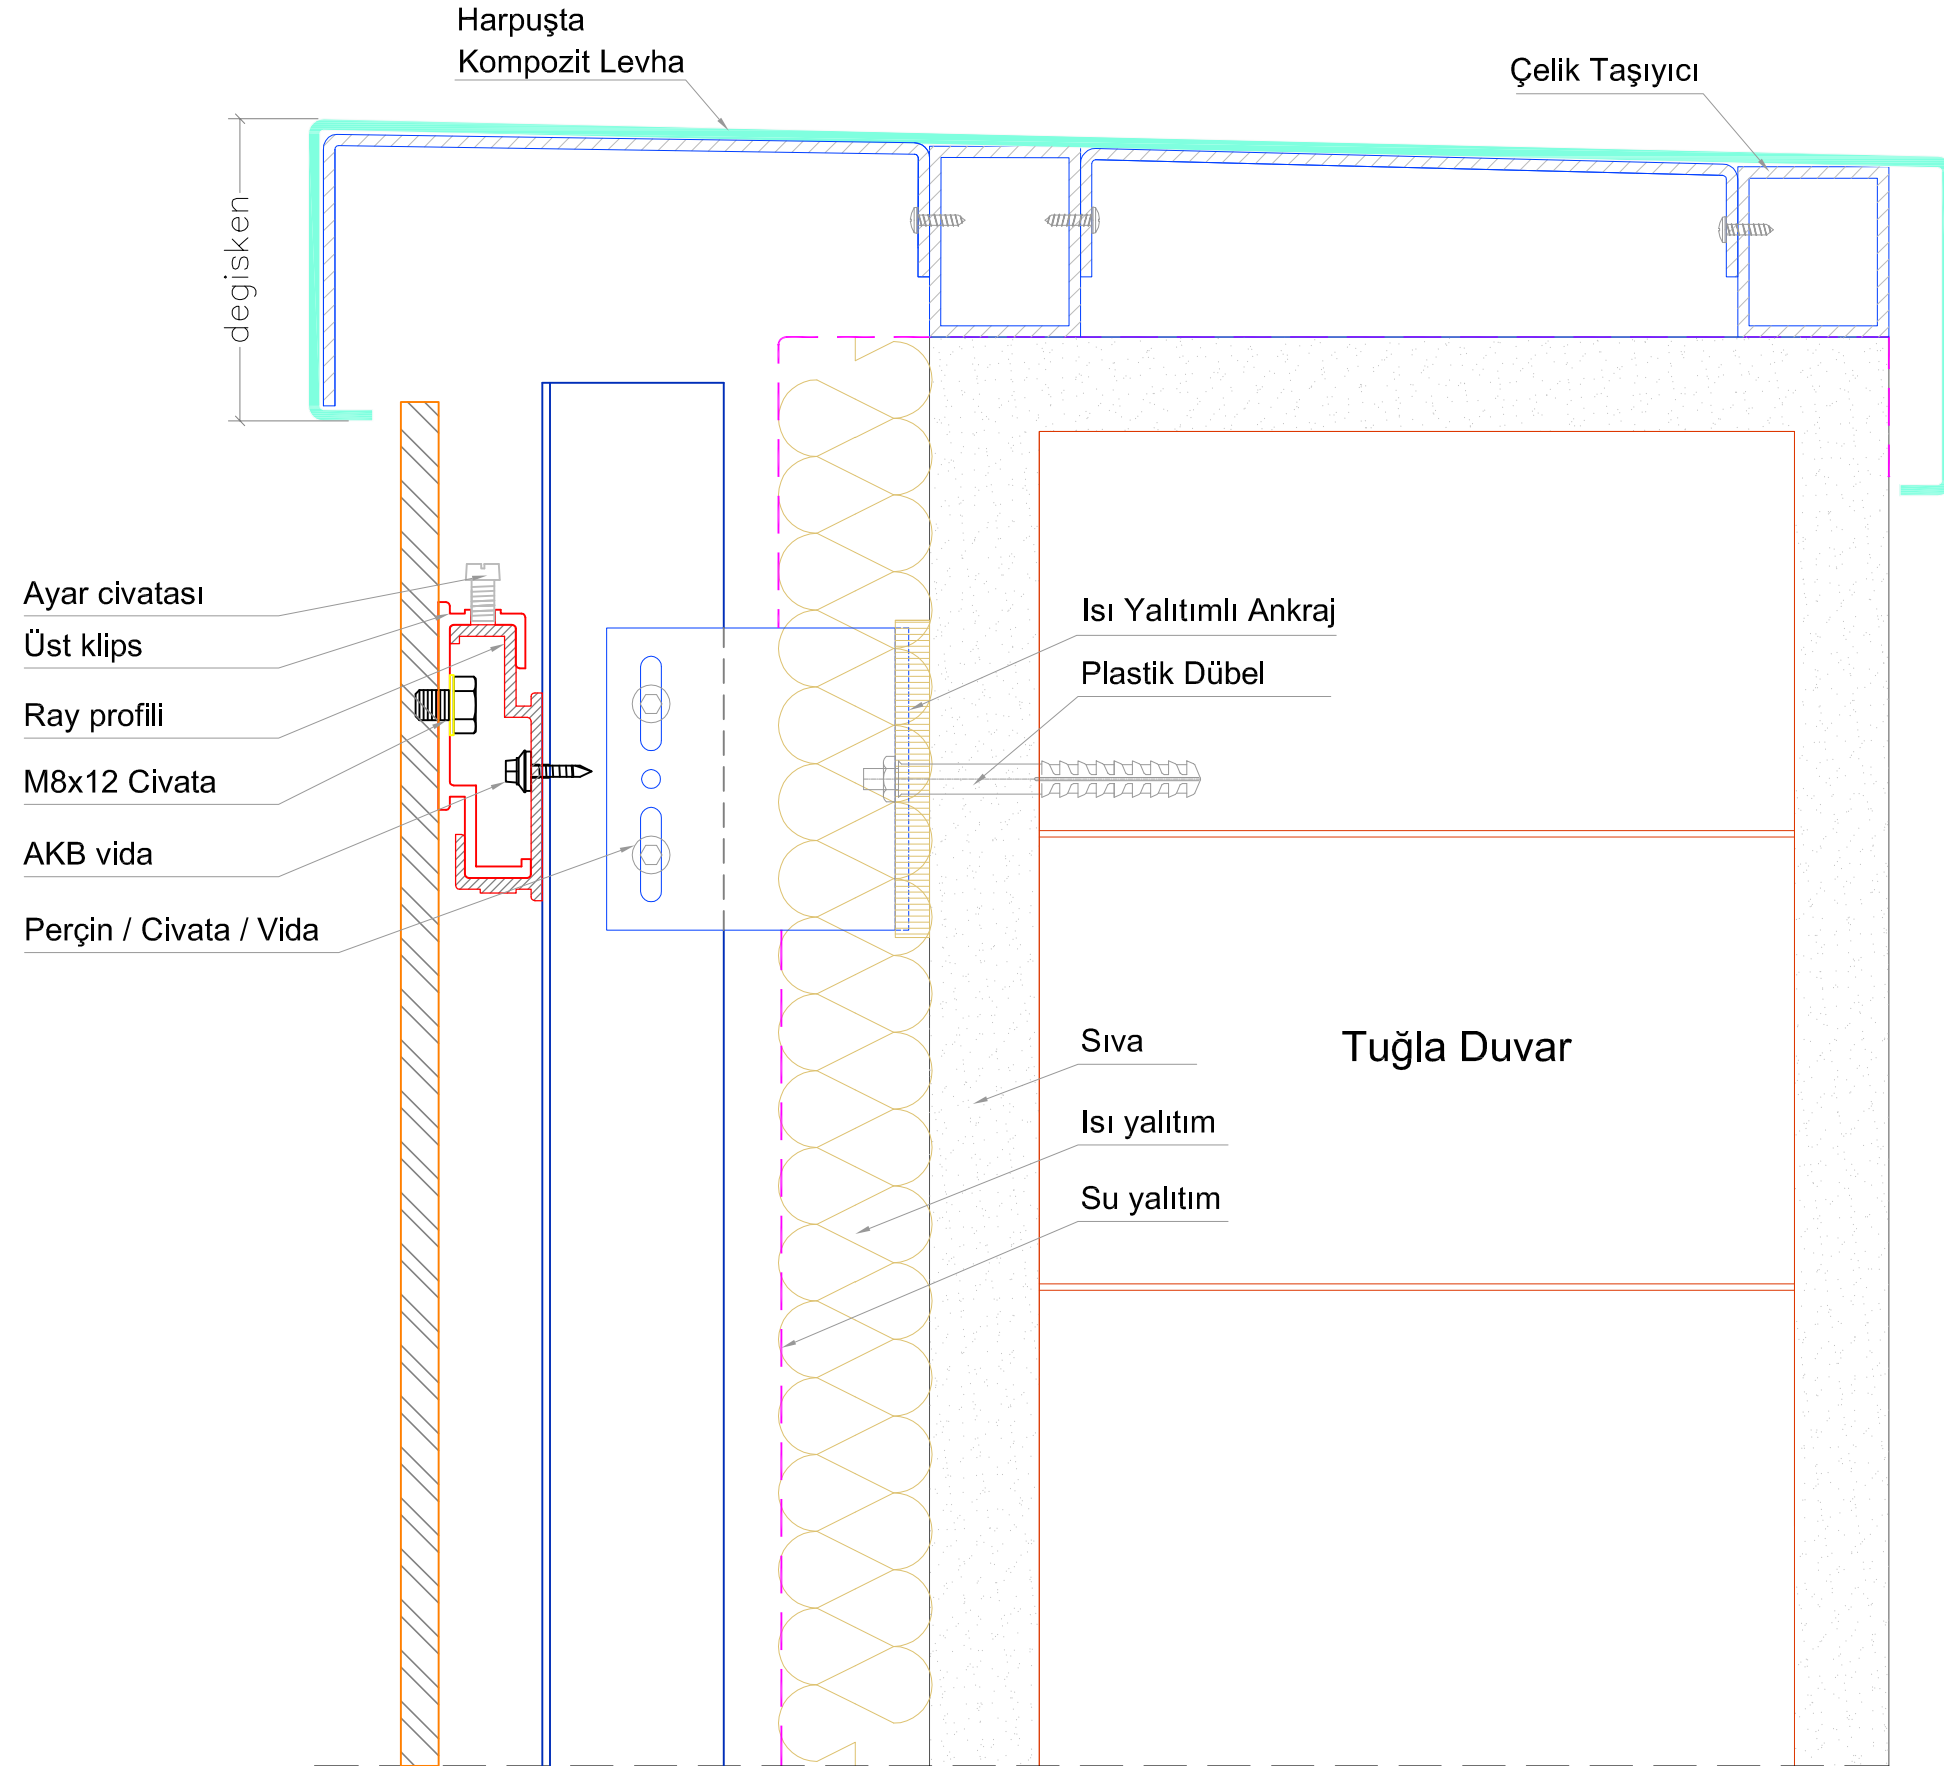 Harpuşta
Kompozit Levha
Çelik Taşıyıcı
degisken
Ayar civatası
Üst klips
Ray profili
M8x12 Civata
AKB vida
Perçin / Civata / Vida
Isı Yalıtımlı Ankraj
Plastik Dübel
Sıva
Tuğla Duvar
Isı yalıtım
Su yalıtım